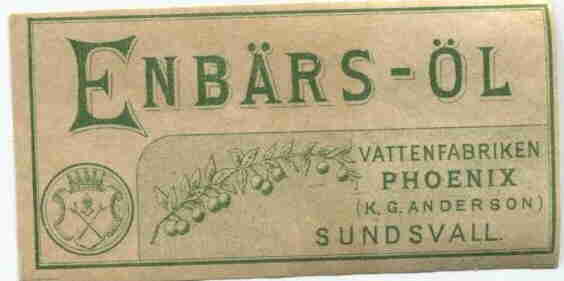 ENBÄRS-ÖL
VATTENFABRIKEN
PHOENIX
(K. G. ANDERSON)
SUNDSVALL.